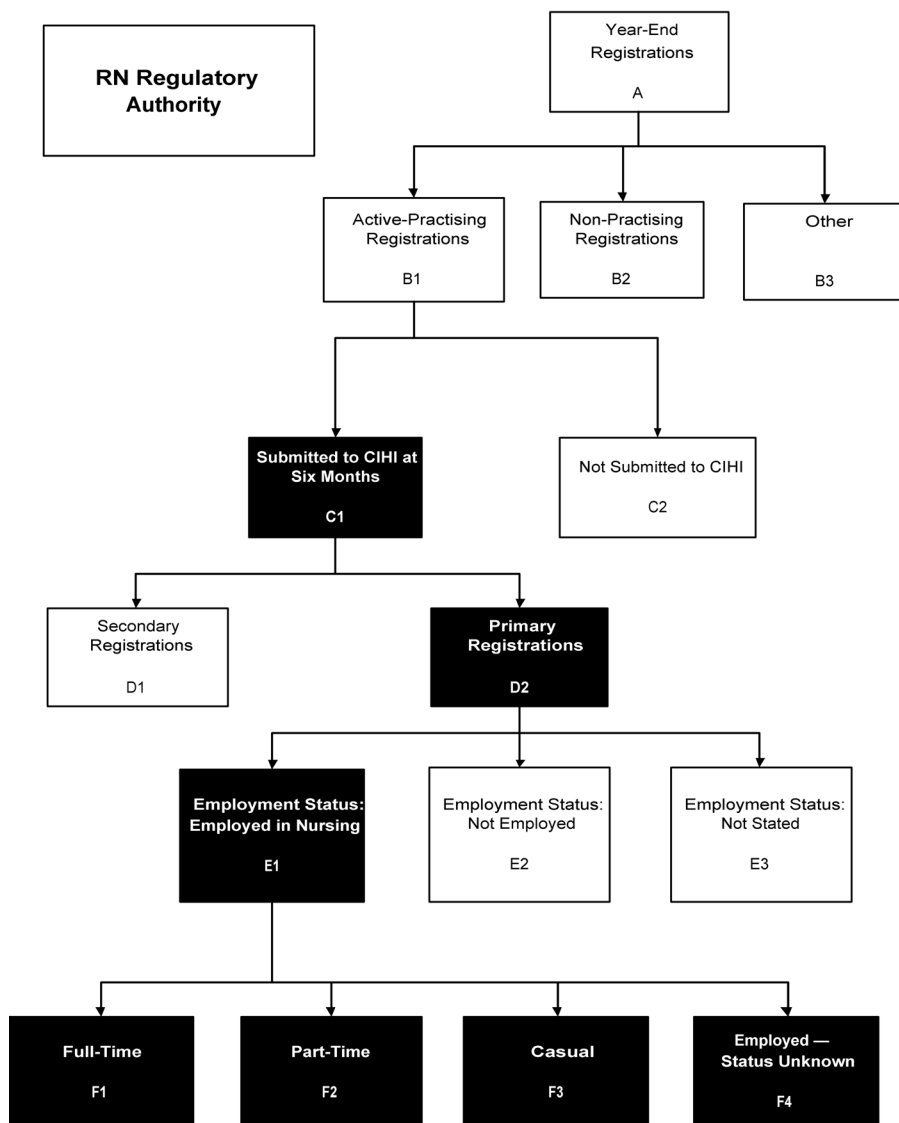 RN Regulatory
Authority
Year-End
Registrations
A
Active-Practising
Registrations
B1
Non-Practising
Registrations
B2
Other
B3
Submitted to CIHI at
Six Months
C1
Not Submitted to CIHI
C2
Secondary
Registrations
D1
Primary
Registrations
D2
Employment Status:
Employed in Nursing
E1
Employment Status:
Not Employed
E2
Employment Status:
Not Stated
E3
Full-Time
F1
Part-Time
F2
Casual
F3
Employed —
Status Unknown
F4